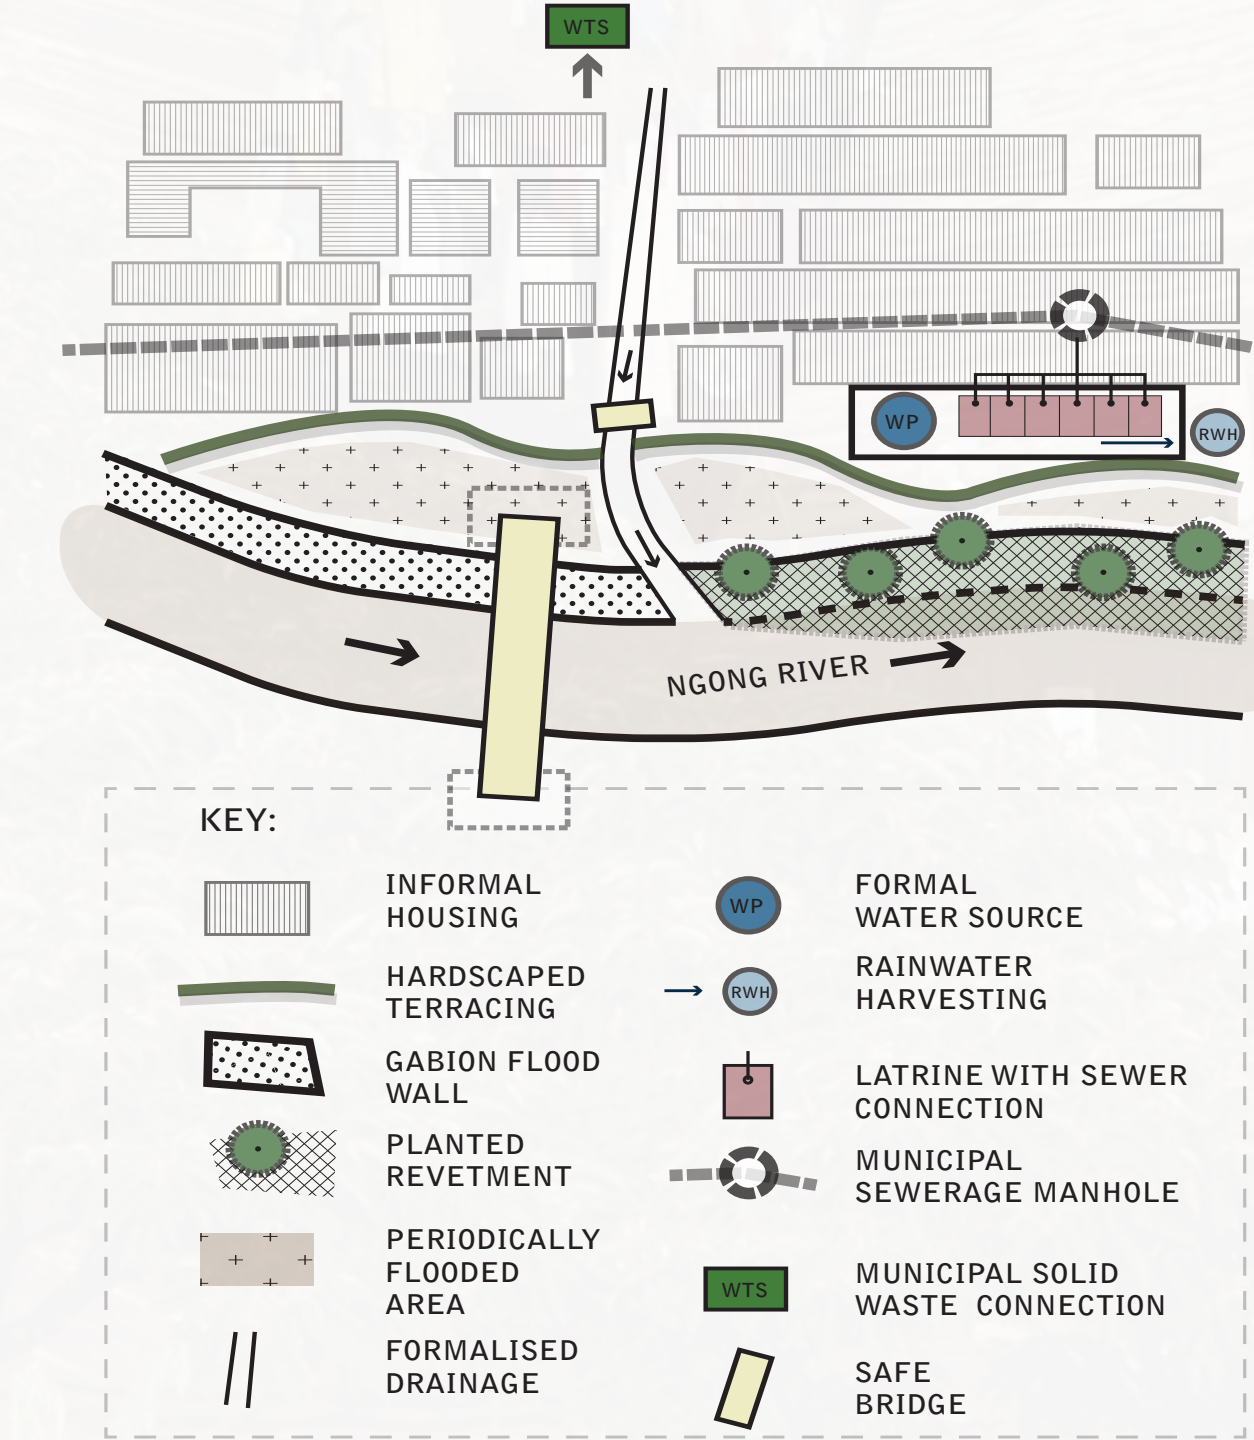 WTS
WP
RWH
NGONG RIVER
KEY:
INFORMAL
HOUSING
HARDSCAPED
TERRACING
GABION FLOOD
WALL
PLANTED
REVETMENT
PERIODICALLY
FLOODED
AREA
FORMALISED
DRAINAGE
WP
FORMAL
WATER SOURCE
RWH
RAINWATER
HARVESTING
LATRINE WITH SEWER
CONNECTION
MUNICIPAL
SEWERAGE MANHOLE
WTS
MUNICIPAL SOLID
WASTE CONNECTION
SAFE
BRIDGE